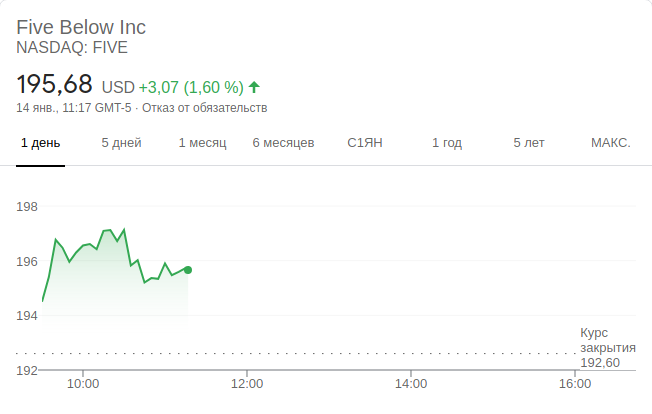 Five Below Inc
NASDAQ: FIVE
195,68 USD +3,07 (1,60 %)
14 янв., 11:17 GMT-5 · Отказ от обязательств
1 день 5 дней 1 месяц 6 месяцев С1ЯН 1 год 5 лет МАКС.
198
196
194
Курс
закрытия
192,60
192
10:00 12:00 14:00 16:00